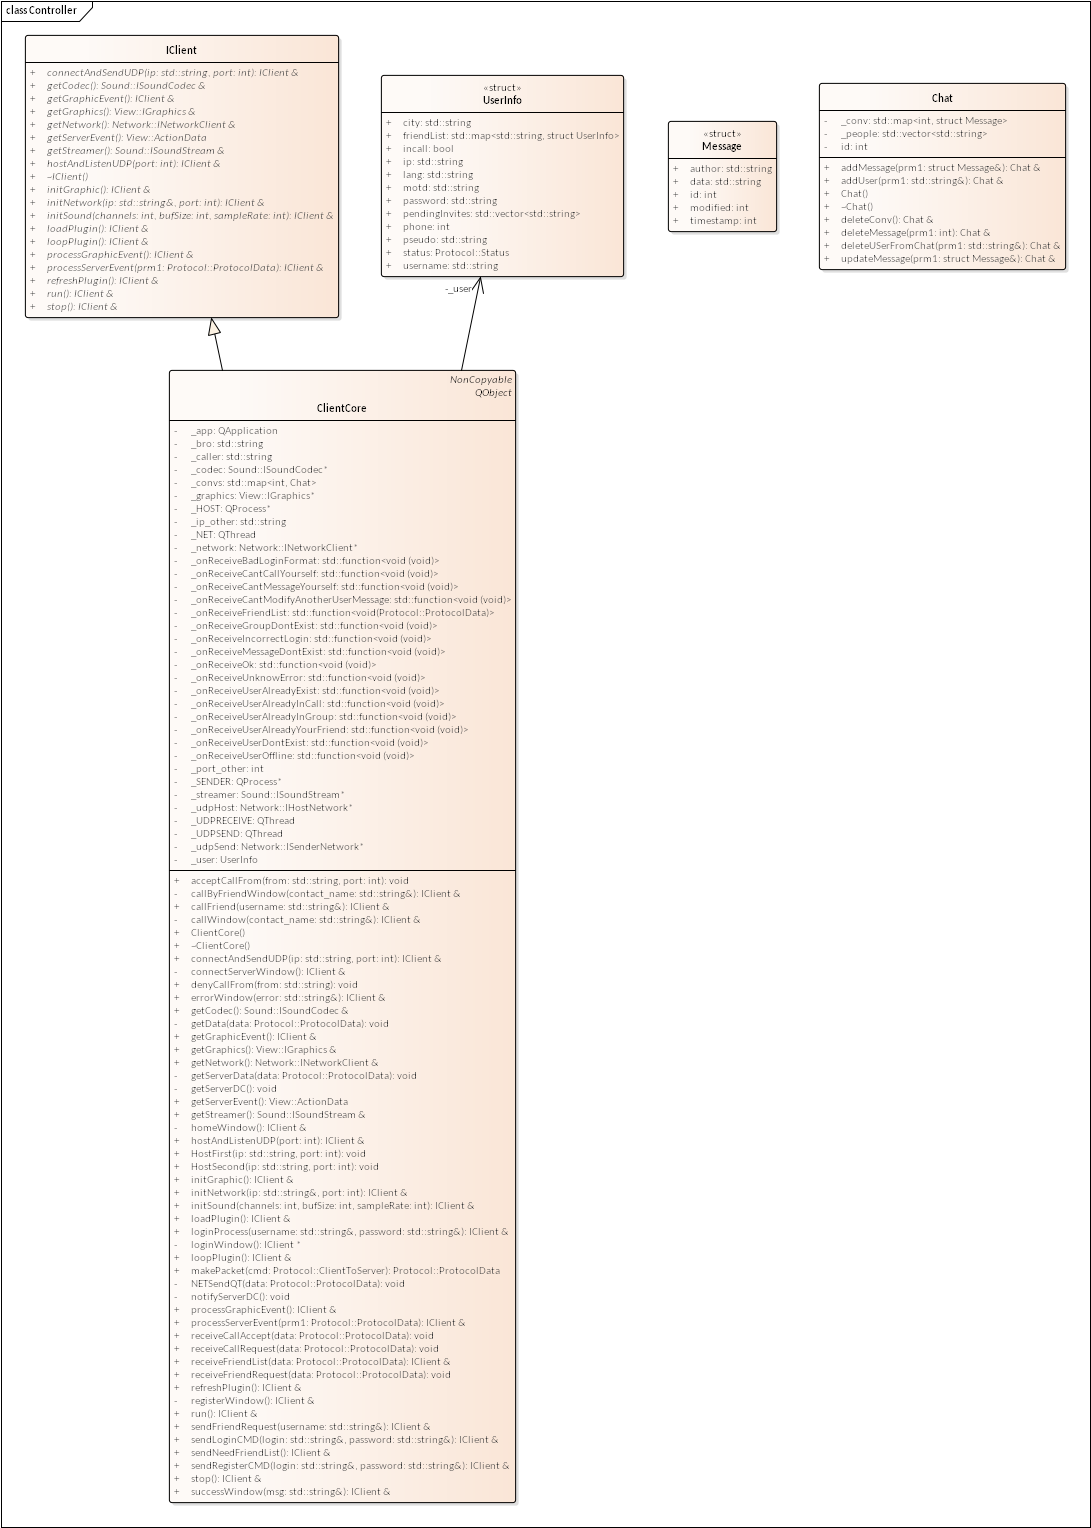 class Controller
IClient
+ connectAndSendUDP(ip: std::string, port: int): IClient &
+ getCodec(): Sound::ISoundCodec &
+ getGraphicEvent(): IClient &
+ getGraphics(): View::IGraphics &
+ getNetwork(): Network::INetworkClient &
+ getServerEvent(): View::ActionData
+ getStreamer(): Sound::ISoundStream &
+ hostAndListenUDP(port: int): IClient &
+ ~IClient()
+ initGraphic(): IClient &
+ initNetwork(ip: std::string&, port: int): IClient &
+ initSound(channels: int, bufSize: int, sampleRate: int): IClient &
+ loadPlugin(): IClient &
+ loopPlugin(): IClient &
+ processGraphicEvent(): IClient &
+ processServerEvent(prm1: Protocol::ProtocolData): IClient &
+ refreshPlugin(): IClient &
+ run(): IClient &
+ stop(): IClient &
«struct»
UserInfo
+ city: std::string
+ friendList: std::map<std::string, struct UserInfo>
+ incall: bool
+ ip: std::string
+ lang: std::string
+ motd: std::string
+ password: std::string
+ pendingInvites: std::vector<std::string>
+ phone: int
+ pseudo: std::string
+ status: Protocol::Status
+ username: std::string
«struct»
Message
+ author: std::string
+ data: std::string
+ id: int
+ modified: int
+ timestamp: int
Chat
- _conv: std::map<int, struct Message>
- _people: std::vector<std::string>
- id: int
+ addMessage(prm1: struct Message&): Chat &
+ addUser(prm1: std::string&): Chat &
+ Chat()
+ ~Chat()
+ deleteConv(): Chat &
+ deleteMessage(prm1: int): Chat &
+ deleteUSerFromChat(prm1: std::string&): Chat &
+ updateMessage(prm1: struct Message&): Chat &
-_user
NonCopyable
QObject
ClientCore
- _app: QApplication
- _bro: std::string
- _caller: std::string
- _codec: Sound::ISoundCodec*
- _convs: std::map<int, Chat>
- _graphics: View::IGraphics*
- _HOST: QProcess*
- _ip_other: std::string
- _NET: QThread
- _network: Network::INetworkClient*
- _onReceiveBadLoginFormat: std::function<void (void)>
- _onReceiveCantCallYourself: std::function<void (void)>
- _onReceiveCantMessageYourself: std::function<void (void)>
- _onReceiveCantModifyAnotherUserMessage: std::function<void (void)>
- _onReceiveFriendList: std::function<void(Protocol::ProtocolData)>
- _onReceiveGroupDontExist: std::function<void (void)>
- _onReceiveIncorrectLogin: std::function<void (void)>
- _onReceiveMessageDontExist: std::function<void (void)>
- _onReceiveOk: std::function<void (void)>
- _onReceiveUnknowError: std::function<void (void)>
- _onReceiveUserAlreadyExist: std::function<void (void)>
- _onReceiveUserAlreadyInCall: std::function<void (void)>
- _onReceiveUserAlreadyInGroup: std::function<void (void)>
- _onReceiveUserAlreadyYourFriend: std::function<void (void)>
- _onReceiveUserDontExist: std::function<void (void)>
- _onReceiveUserOffline: std::function<void (void)>
- _port_other: int
- _SENDER: QProcess*
- _streamer: Sound::ISoundStream*
- _udpHost: Network::IHostNetwork*
- _UDPRECEIVE: QThread
- _UDPSEND: QThread
- _udpSend: Network::ISenderNetwork*
- _user: UserInfo
+ acceptCallFrom(from: std::string, port: int): void
- callByFriendWindow(contact_name: std::string&): IClient &
+ callFriend(username: std::string&): IClient &
- callWindow(contact_name: std::string&): IClient &
+ ClientCore()
+ ~ClientCore()
+ connectAndSendUDP(ip: std::string, port: int): IClient &
- connectServerWindow(): IClient &
+ denyCallFrom(from: std::string): void
+ errorWindow(error: std::string&): IClient &
+ getCodec(): Sound::ISoundCodec &
- getData(data: Protocol::ProtocolData): void
+ getGraphicEvent(): IClient &
+ getGraphics(): View::IGraphics &
+ getNetwork(): Network::INetworkClient &
- getServerData(data: Protocol::ProtocolData): void
- getServerDC(): void
+ getServerEvent(): View::ActionData
+ getStreamer(): Sound::ISoundStream &
- homeWindow(): IClient &
+ hostAndListenUDP(port: int): IClient &
+ HostFirst(ip: std::string, port: int): void
+ HostSecond(ip: std::string, port: int): void
+ initGraphic(): IClient &
+ initNetwork(ip: std::string&, port: int): IClient &
+ initSound(channels: int, bufSize: int, sampleRate: int): IClient &
+ loadPlugin(): IClient &
+ loginProcess(username: std::string&, password: std::string&): IClient &
- loginWindow(): IClient *
+ loopPlugin(): IClient &
+ makePacket(cmd: Protocol::ClientToServer): Protocol::ProtocolData
- NETSendQT(data: Protocol::ProtocolData): void
- notifyServerDC(): void
+ processGraphicEvent(): IClient &
+ processServerEvent(prm1: Protocol::ProtocolData): IClient &
+ receiveCallAccept(data: Protocol::ProtocolData): void
+ receiveCallRequest(data: Protocol::ProtocolData): void
+ receiveFriendList(data: Protocol::ProtocolData): IClient &
+ receiveFriendRequest(data: Protocol::ProtocolData): void
+ refreshPlugin(): IClient &
- registerWindow(): IClient &
+ run(): IClient &
+ sendFriendRequest(username: std::string&): IClient &
+ sendLoginCMD(login: std::string&, password: std::string&): IClient &
+ sendNeedFriendList(): IClient &
+ sendRegisterCMD(login: std::string&, password: std::string&): IClient &
+ stop(): IClient &
+ successWindow(msg: std::string&): IClient &